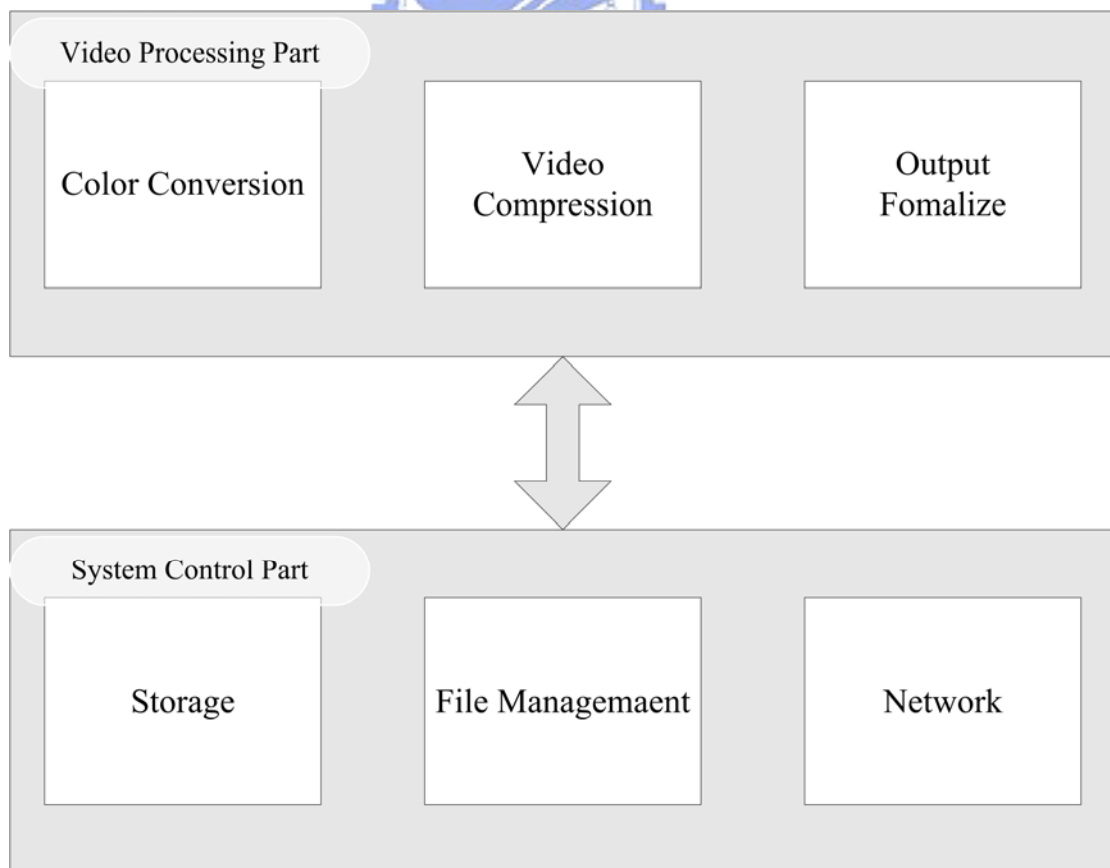 Video Processing Part
Color Conversion
Video
Compression
Output
Fomalize
System Control Part
Storage
File Managemaent
Network